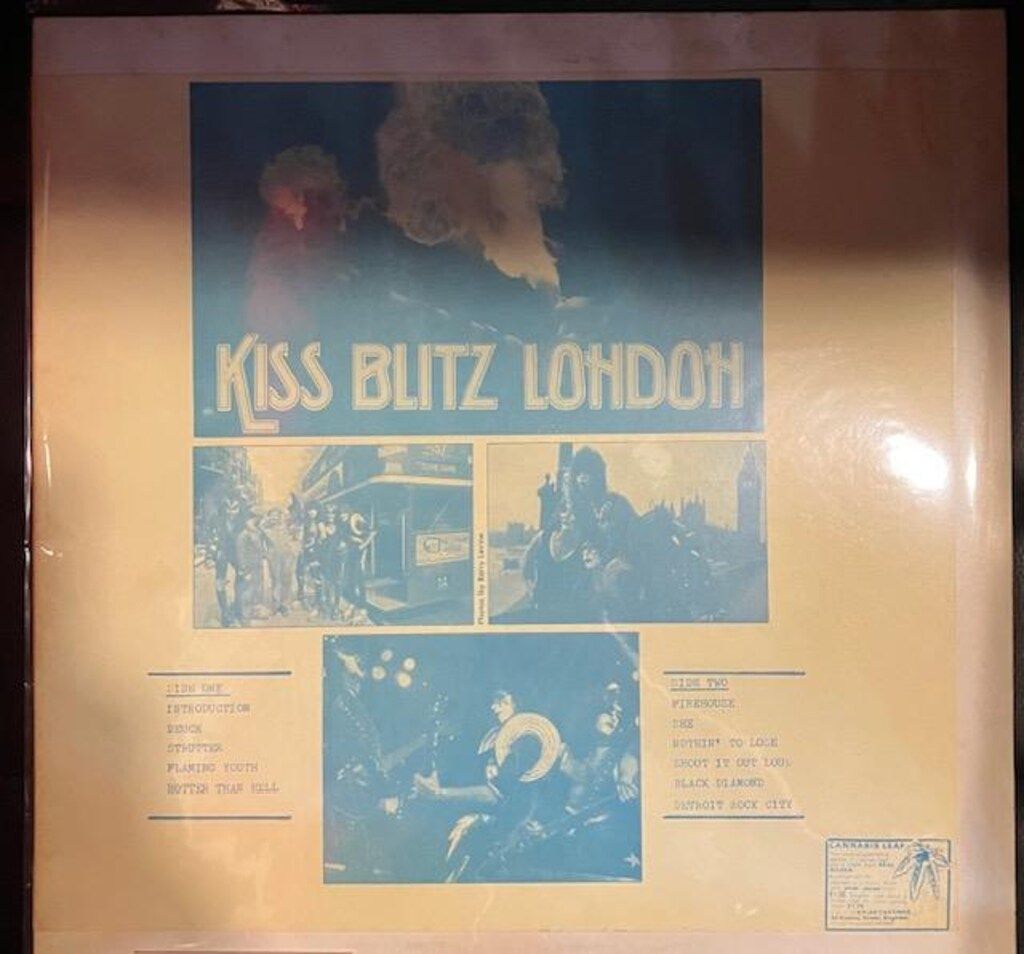 KISS BLITZ LONDON
Photos by Barry Levine
SIDE ONE
INTRODUCTION
DEUCE
STRUTTER
FLAMING YOUTH
HOTTER THAN HELL
SIDE TWO
FIREHOUSE
SHE
NOTHIN' TO LOSE
SHOUT IT OUT LOUD
BLACK DIAMOND
DETROIT ROCK CITY
CANNABIS LEAF